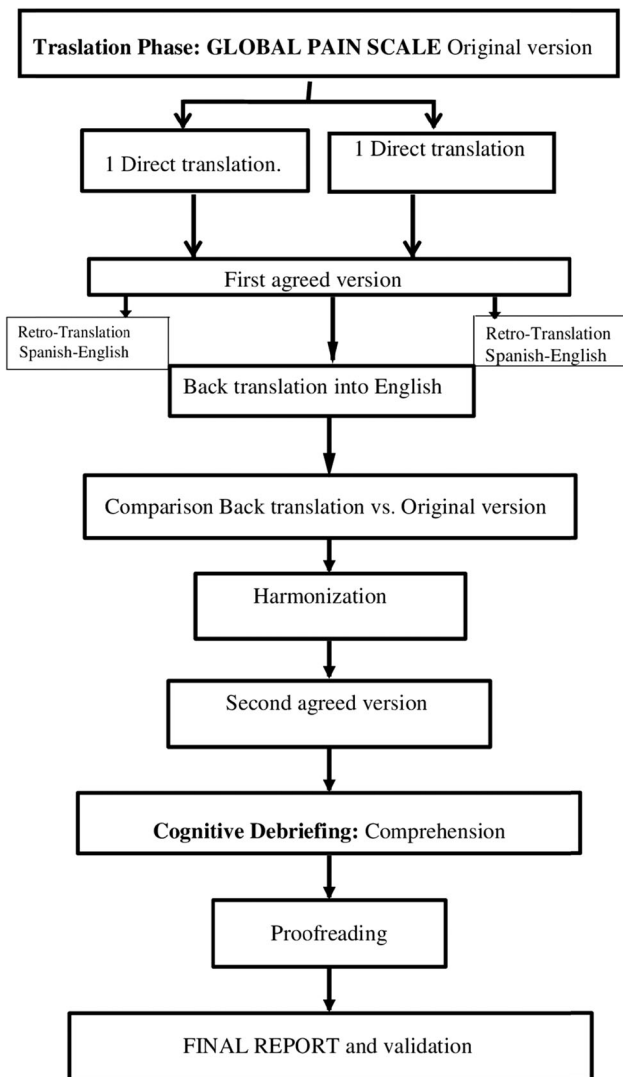 Traslation Phase: GLOBAL PAIN SCALE Original version
1 Direct translation.
1 Direct translation
First agreed version
Retro-Translation
Spanish-English
Retro-Translation
Spanish-English
Back translation into English
Comparison Back translation vs. Original version
Harmonization
Second agreed version
Cognitive Debriefing: Comprehension
Proofreading
FINAL REPORT and validation